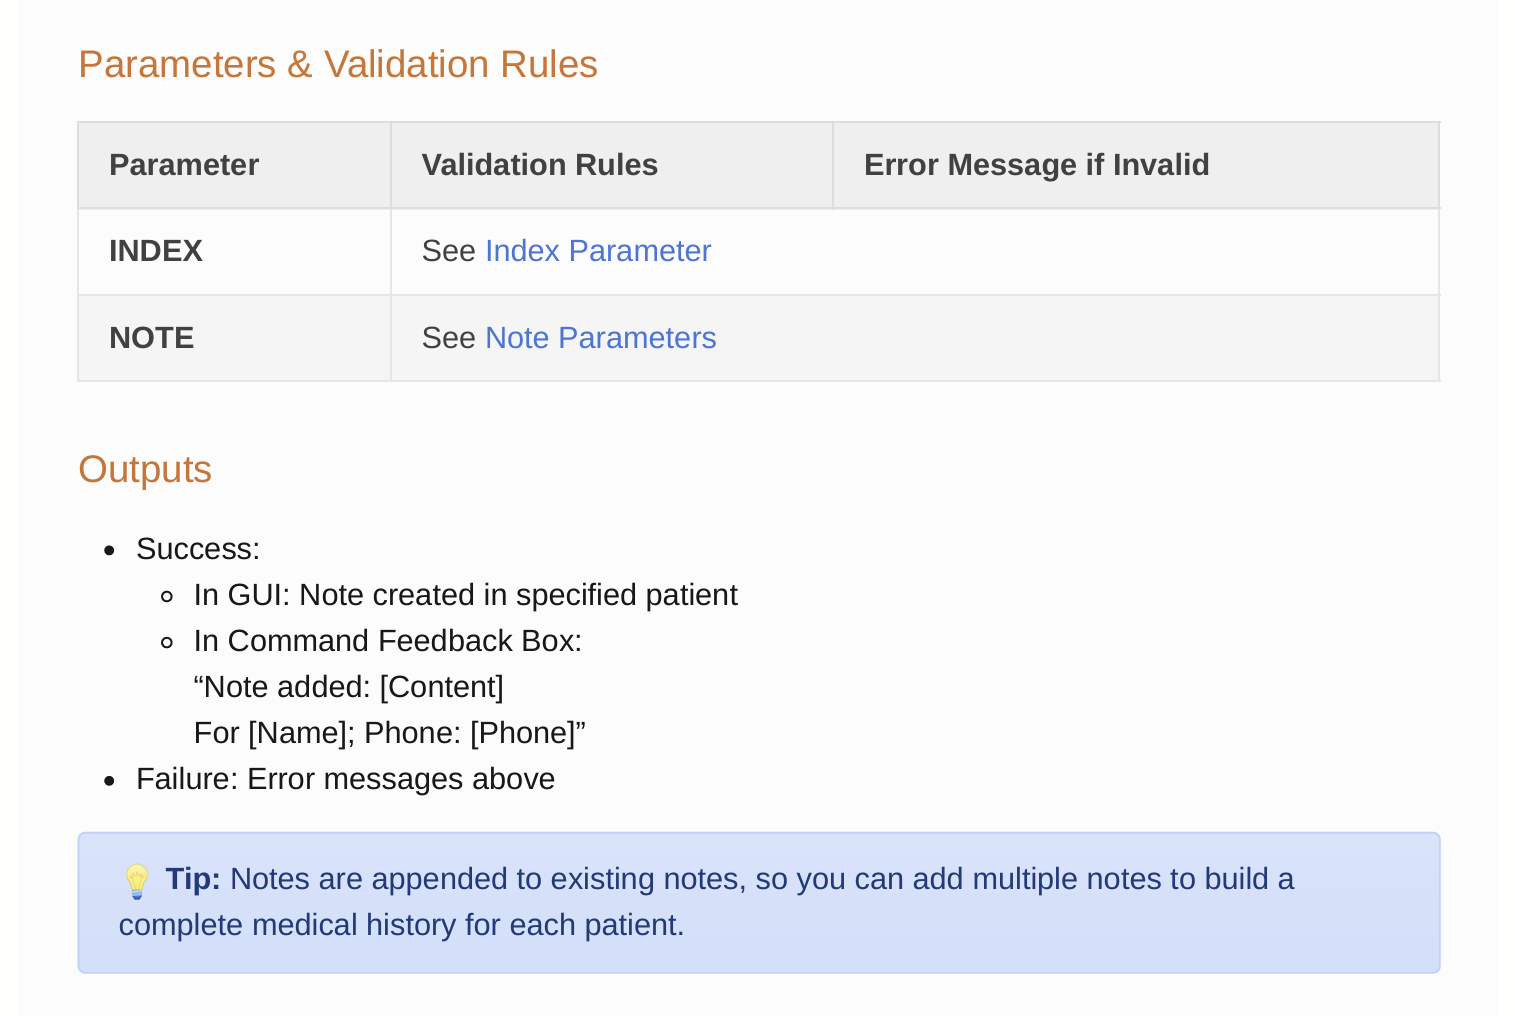 Parameters & Validation Rules
Parameter Validation Rules Error Message if Invalid
INDEX See Index Parameter
NOTE See Note Parameters
Outputs
• Success:
◦ In GUI: Note created in specified patient
◦ In Command Feedback Box:
“Note added: [Content]
For [Name]; Phone: [Phone]”
• Failure: Error messages above
💡 Tip: Notes are appended to existing notes, so you can add multiple notes to build a
complete medical history for each patient.